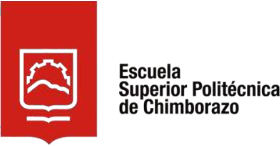 Escuela
Superior Politécnica
de Chimborazo